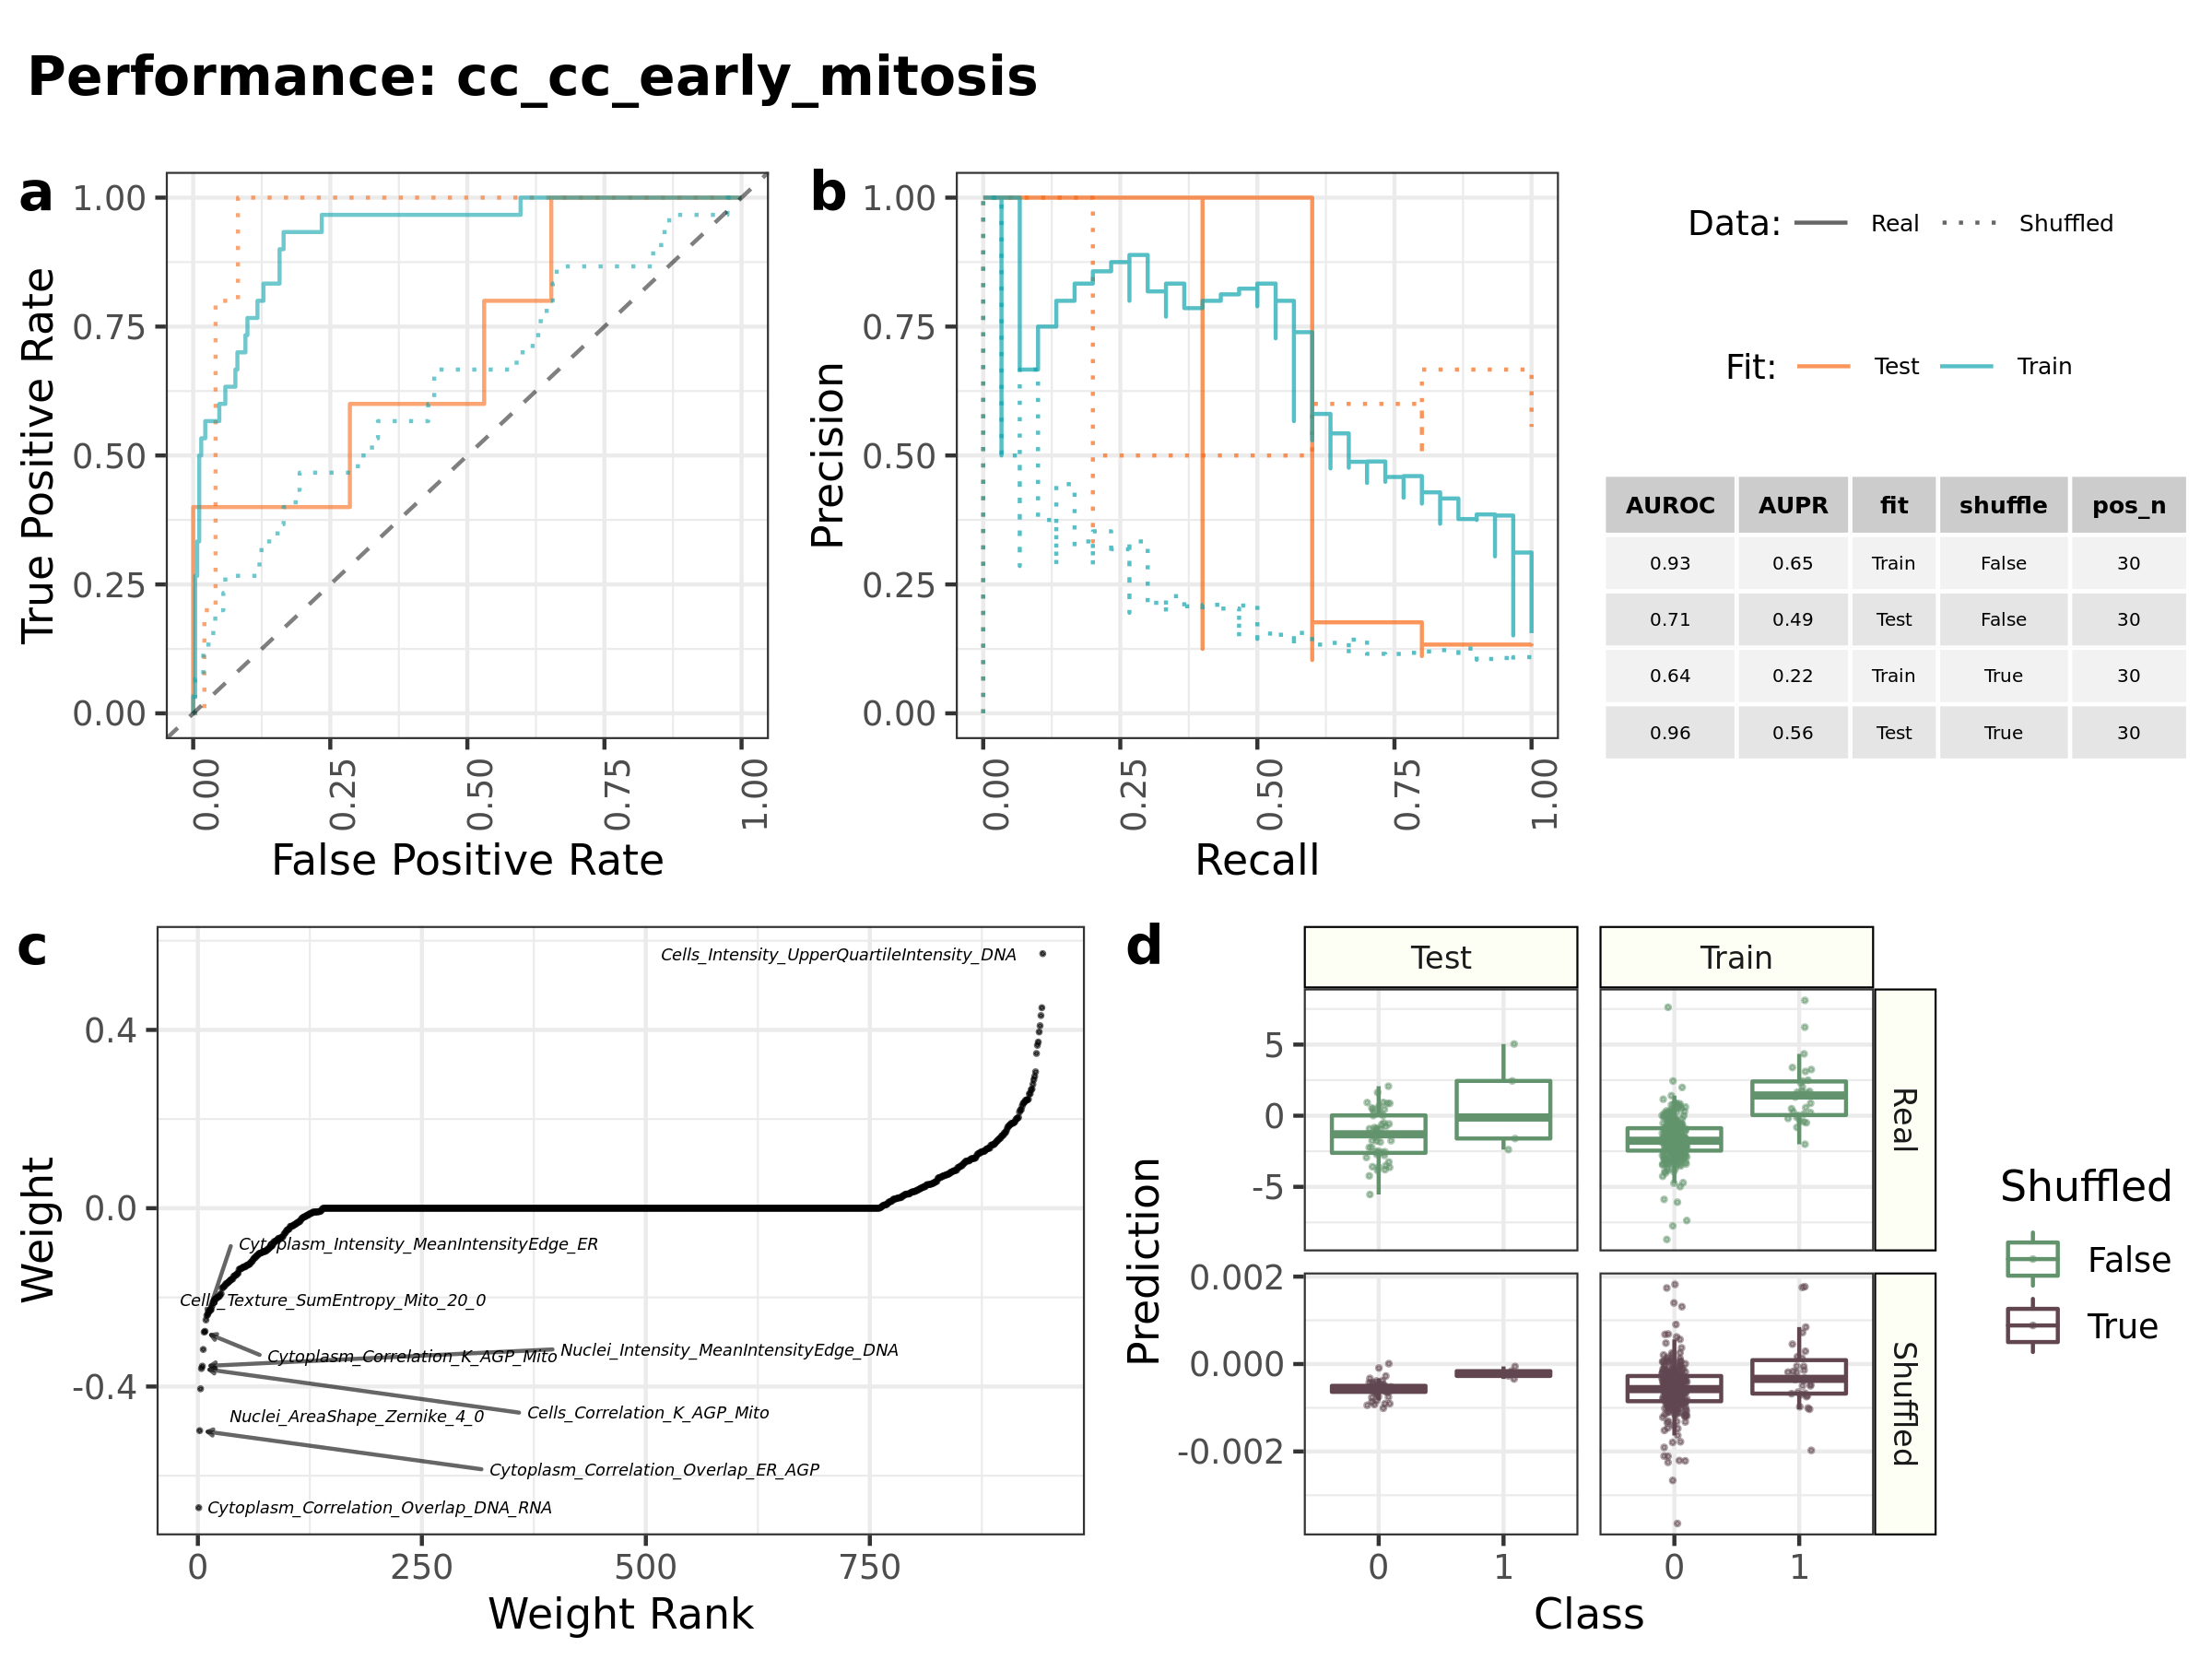 Performance: cc_cc_early_mitosis
a
1.00
0.75
0.50
0.25
0.00
True Positive Rate
0.00 0.25 0.50 0.75 1.00
False Positive Rate
b
1.00
0.75
0.50
0.25
0.00
Precision
0.00 0.25 0.50 0.75 1.00
Recall
Data: Real Shuffled
Fit: Test Train
AUROC AUPR fit shuffle pos_n
0.93 0.65 Train False 30
0.71 0.49 Test False 30
0.64 0.22 Train True 30
0.96 0.56 Test True 30
c
0.4
0.0
-0.4
Weight
Cells_Intensity_UpperQuartileIntensity_DNA
Cytoplasm_Intensity_MeanIntensityEdge_ER
Cells_Texture_SumEntropy_Mito_20_0
Nuclei_Intensity_MeanIntensityEdge_DNA
Cytoplasm_Correlation_K_AGP_Mito
Cells_Correlation_K_AGP_Mito
Nuclei_AreaShape_Zernike_4_0
Cytoplasm_Correlation_Overlap_ER_AGP
Cytoplasm_Correlation_Overlap_DNA_RNA
0 250 500 750
Weight Rank
d
Test Train
5
0
-5
Real
Prediction
0.002
0.000
-0.002
Shuffled
0 1 0 1
Class
Shuffled
False
True